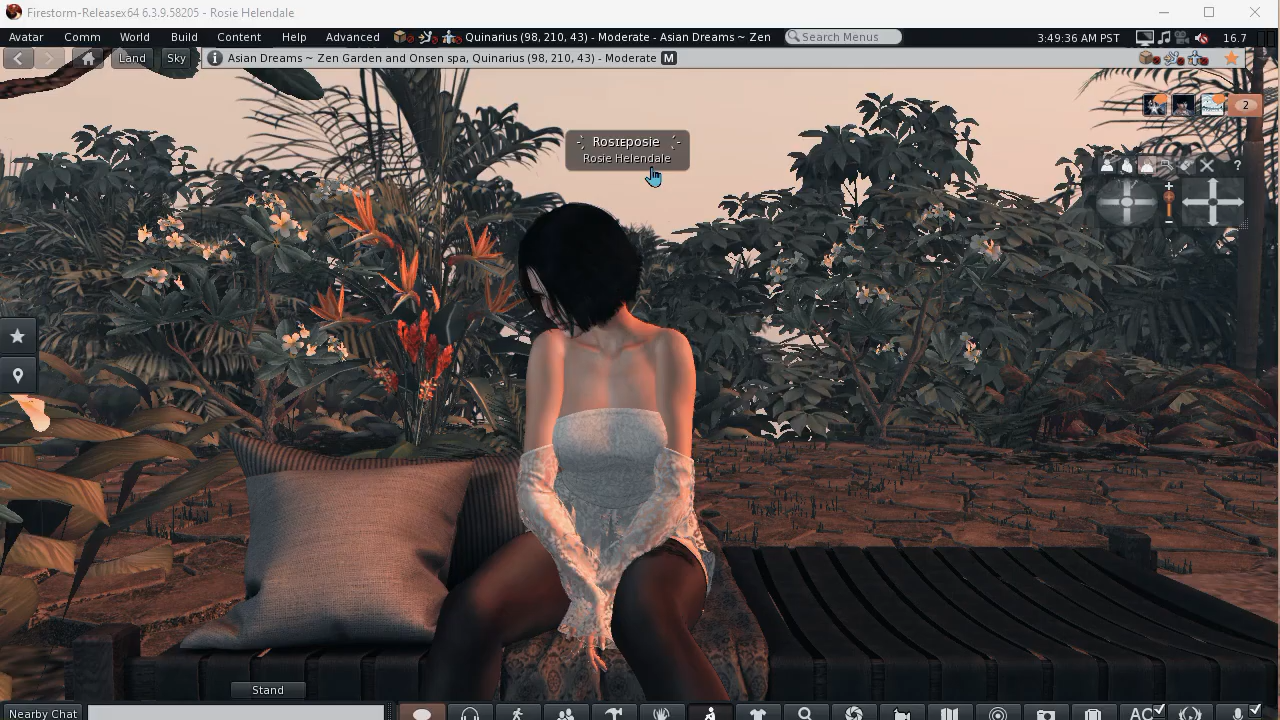 Firestorm-Releasex64 6.3.9.58205 - Rosie Helendale
Avatar Comm World Build Content Help Advanced Quinarius (98, 210, 43) - Moderate - Asian Dreams ~ Zen Search Menus 3:49:36 AM PST 16.7
Land Sky Asian Dreams ~ Zen Garden and Onsen spa, Quinarius (98, 210, 43) - Moderate M
2
Rosɪᴇposie
Rosie Helendale
?
Stand
Nearby Chat AO